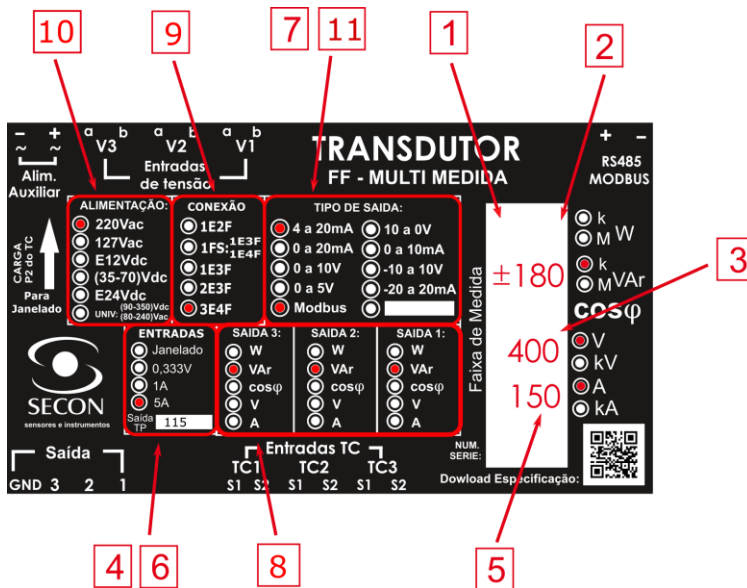 10
9
7
11
1
2
− +
~ ~
Alim.
Auxiliar
a b a b a b
V3 V2 V1
Entradas
de tensão
TRANSDUTOR
FF - MULTI MEDIDA
+ −
RS485
MODBUS
CARGA
P2 do TC
Para
Janelado
ALIMENTAÇÃO:
220Vac
127Vac
E12Vdc
(35-70)Vdc
E24Vdc
UNIV: (90-350)Vdc
(80-240)Vac
CONEXÃO
1E2F
1FS: 1E3F
1E4F
1E3F
2E3F
3E4F
TIPO DE SAIDA:
4 a 20mA
0 a 20mA
0 a 10V
0 a 5V
Modbus
10 a 0V
0 a 10mA
-10 a 10V
-20 a 20mA
Faixa de Medida
±180
400
150
k
M
W
k
M
VAr
3
cosφ
V
kV
A
kA
SECON
sensores e instrumentos
ENTRADAS
Janelado
0,333V
1A
5A
Saída
TP
115
SAIDA 3:
W
VAr
cosφ
V
A
SAIDA 2:
W
VAr
cosφ
V
A
SAIDA 1:
W
VAr
cosφ
V
A
NUM.
SERIE:
Dowload Especificação:
Saída
GND 3 2 1
Entradas TC
TC1 TC2 TC3
S1 S2 S1 S2 S1 S2
4
6
8
5